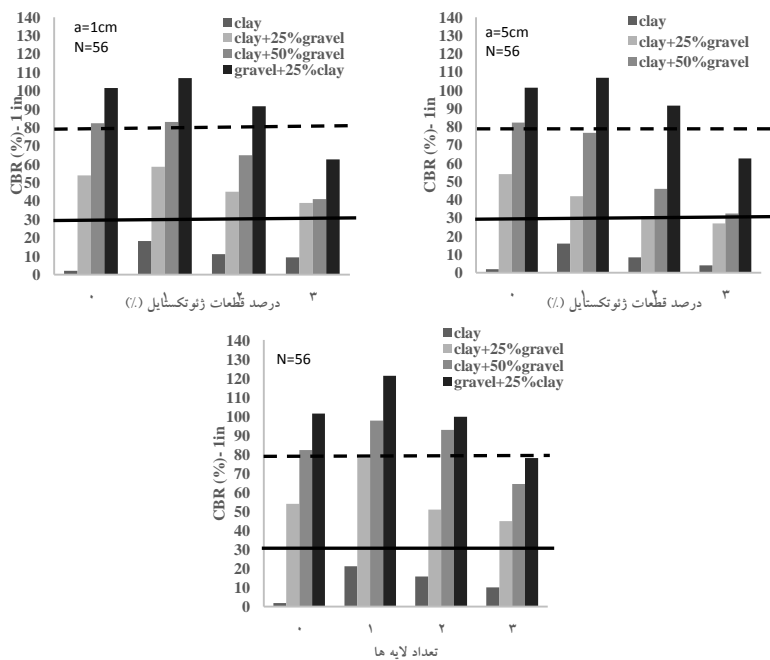 CBR (%)- 1 in
140
130
120
110
100
90
80
70
60
50
40
30
20
10
0
a=1cm
N=56
clay
clay+25%gravel
clay+50%gravel
gravel+25%clay
۰ ۱ ۲ ۳
درصد قطعات ژئوتکستایل (٪)
CBR (%)- 1 in
140
130
120
110
100
90
80
70
60
50
40
30
20
10
0
a=5cm
N=56
clay
clay+25%gravel
clay+50%gravel
۰ ۱ ۲ ۳
درصد قطعات ژئوتکستایل (٪)
CBR (%)- 1in
140
130
120
110
100
90
80
70
60
50
40
30
20
10
0
N=56
clay
clay+25%gravel
clay+50%gravel
gravel+25%clay
۰ ۱ ۲ ۳
تعداد لایه ها